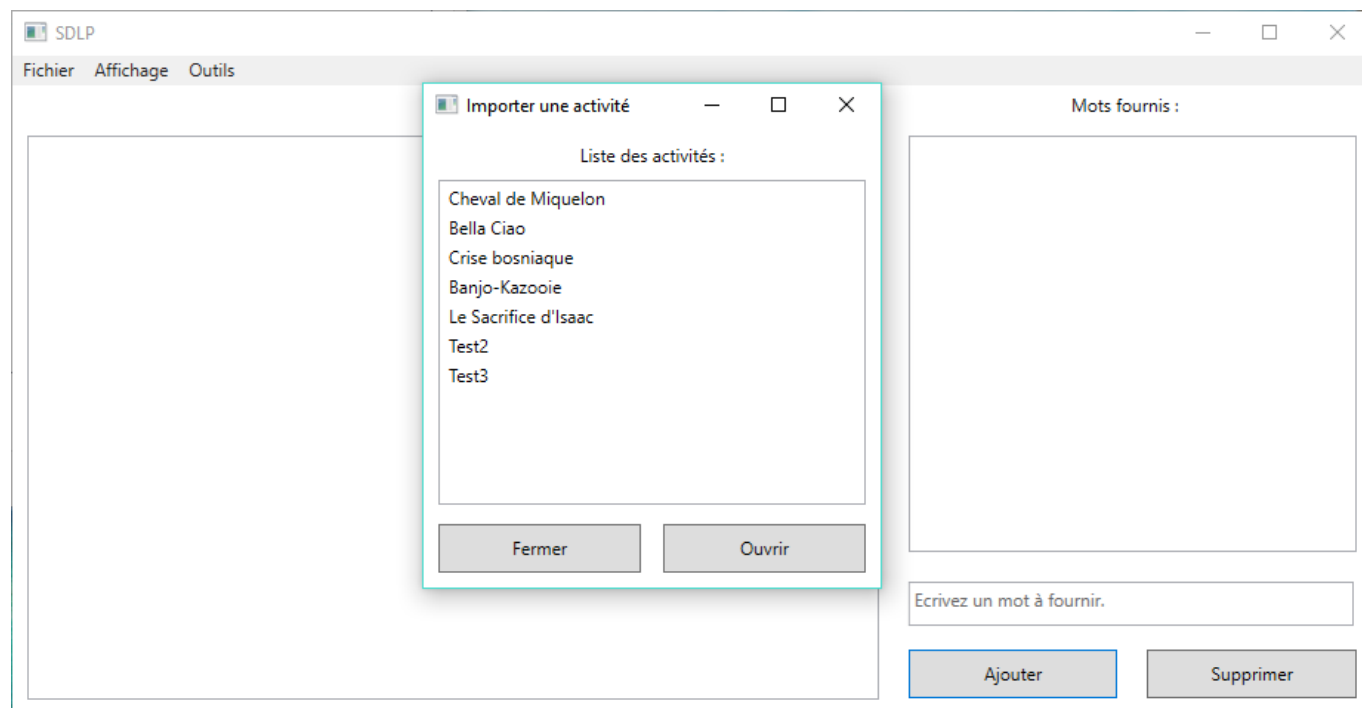 SDLP
Fichier Affichage Outils
Importer une activité
Liste des activités :
Cheval de Miquelon
Bella Ciao
Crise bosniaque
Banjo-Kazooie
Le Sacrifice d'Isaac
Test2
Test3
Fermer Ouvrir
Mots fournis :
Ecrivez un mot à fournir.
Ajouter Supprimer